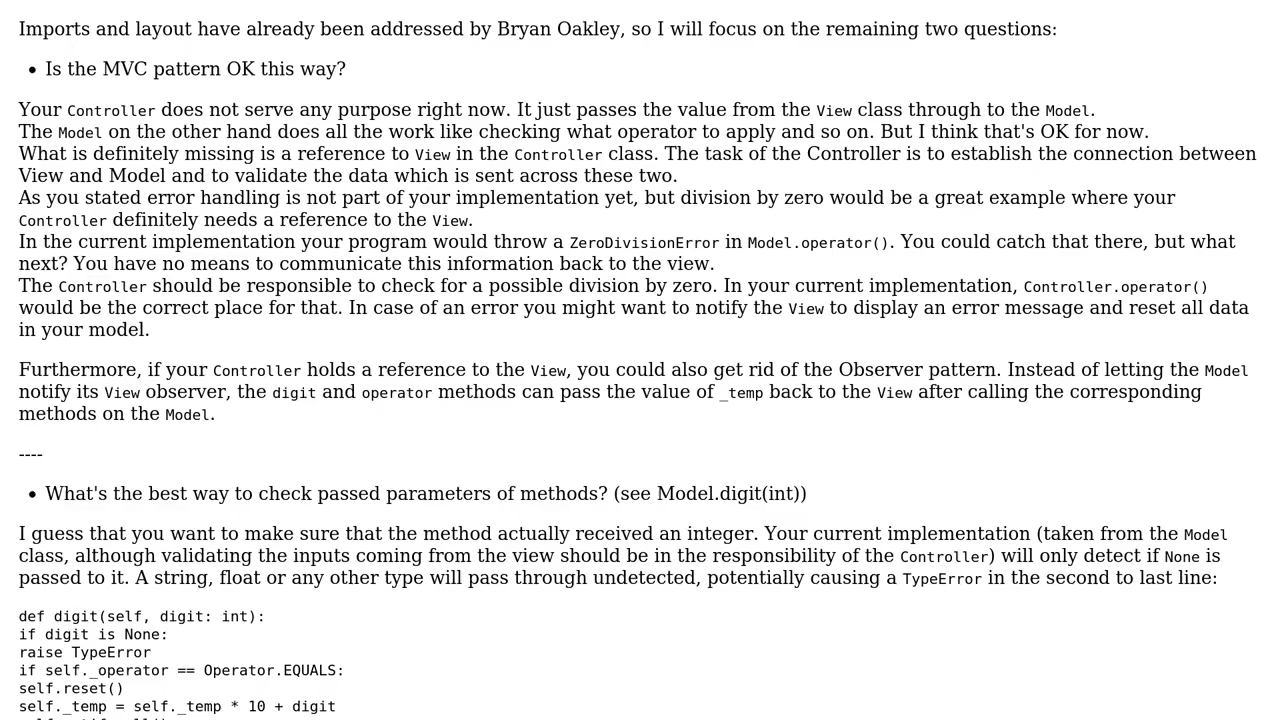 Imports and layout have already been addressed by Bryan Oakley, so I will focus on the remaining two questions:
• Is the MVC pattern OK this way?
Your Controller does not serve any purpose right now. It just passes the value from the View class through to the Model.
The Model on the other hand does all the work like checking what operator to apply and so on. But I think that's OK for now.
What is definitely missing is a reference to View in the Controller class. The task of the Controller is to establish the connection between
View and Model and to validate the data which is sent across these two.
As you stated error handling is not part of your implementation yet, but division by zero would be a great example where your
Controller definitely needs a reference to the View.
In the current implementation your program would throw a ZeroDivisionError in Model.operator(). You could catch that there, but what
next? You have no means to communicate this information back to the view.
The Controller should be responsible to check for a possible division by zero. In your current implementation, Controller.operator()
would be the correct place for that. In case of an error you might want to notify the View to display an error message and reset all data
in your model.
Furthermore, if your Controller holds a reference to the View, you could also get rid of the Observer pattern. Instead of letting the Model
notify its View observer, the digit and operator methods can pass the value of _temp back to the View after calling the corresponding
methods on the Model.
----
• What's the best way to check passed parameters of methods? (see Model.digit(int))
I guess that you want to make sure that the method actually received an integer. Your current implementation (taken from the Model
class, although validating the inputs coming from the view should be in the responsibility of the Controller) will only detect if None is
passed to it. A string, float or any other type will pass through undetected, potentially causing a TypeError in the second to last line:
def digit(self, digit: int):
if digit is None:
raise TypeError
if self._operator == Operator.EQUALS:
self.reset()
self._temp = self._temp * 10 + digit